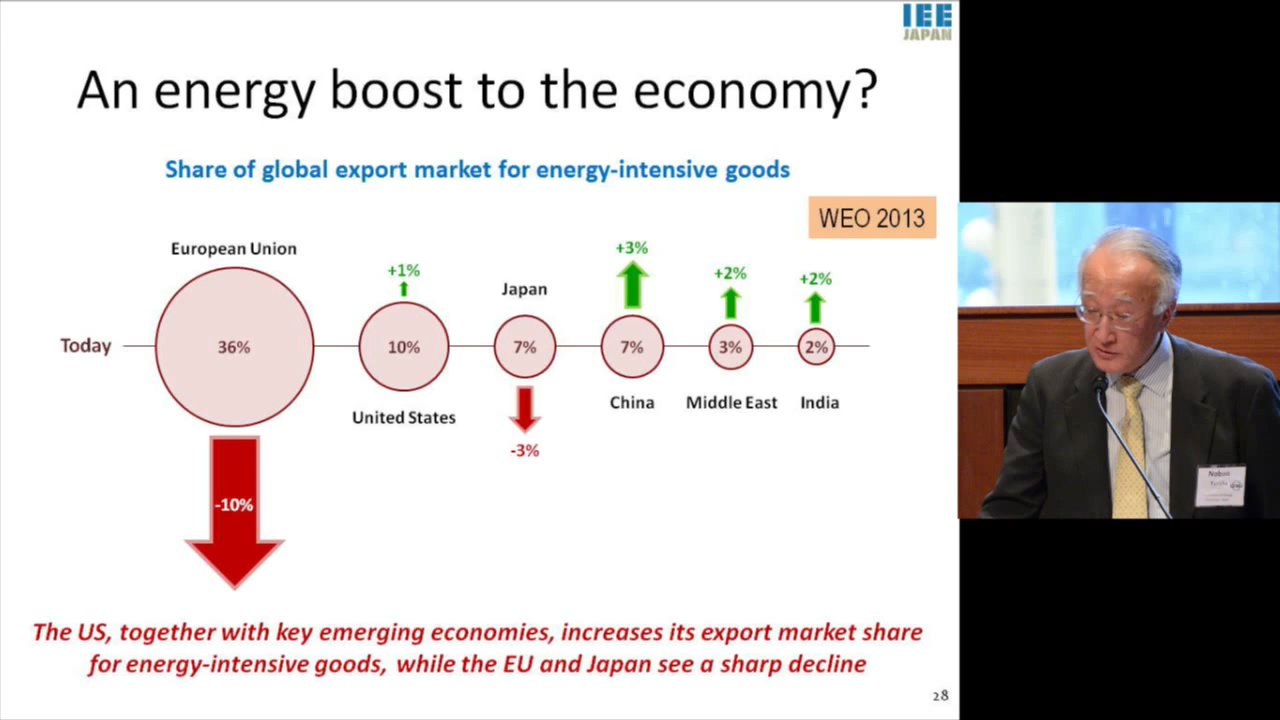 IEE
JAPAN
An energy boost to the economy?
Share of global export market for energy-intensive goods
WEO 2013
European Union
+1%
Japan
+3%
+2%
+2%
Today
36%
10%
7%
7%
3%
2%
United States
China
Middle East
India
-3%
-10%
The US, together with key emerging economies, increases its export market share
for energy-intensive goods, while the EU and Japan see a sharp decline
28
Nobuo